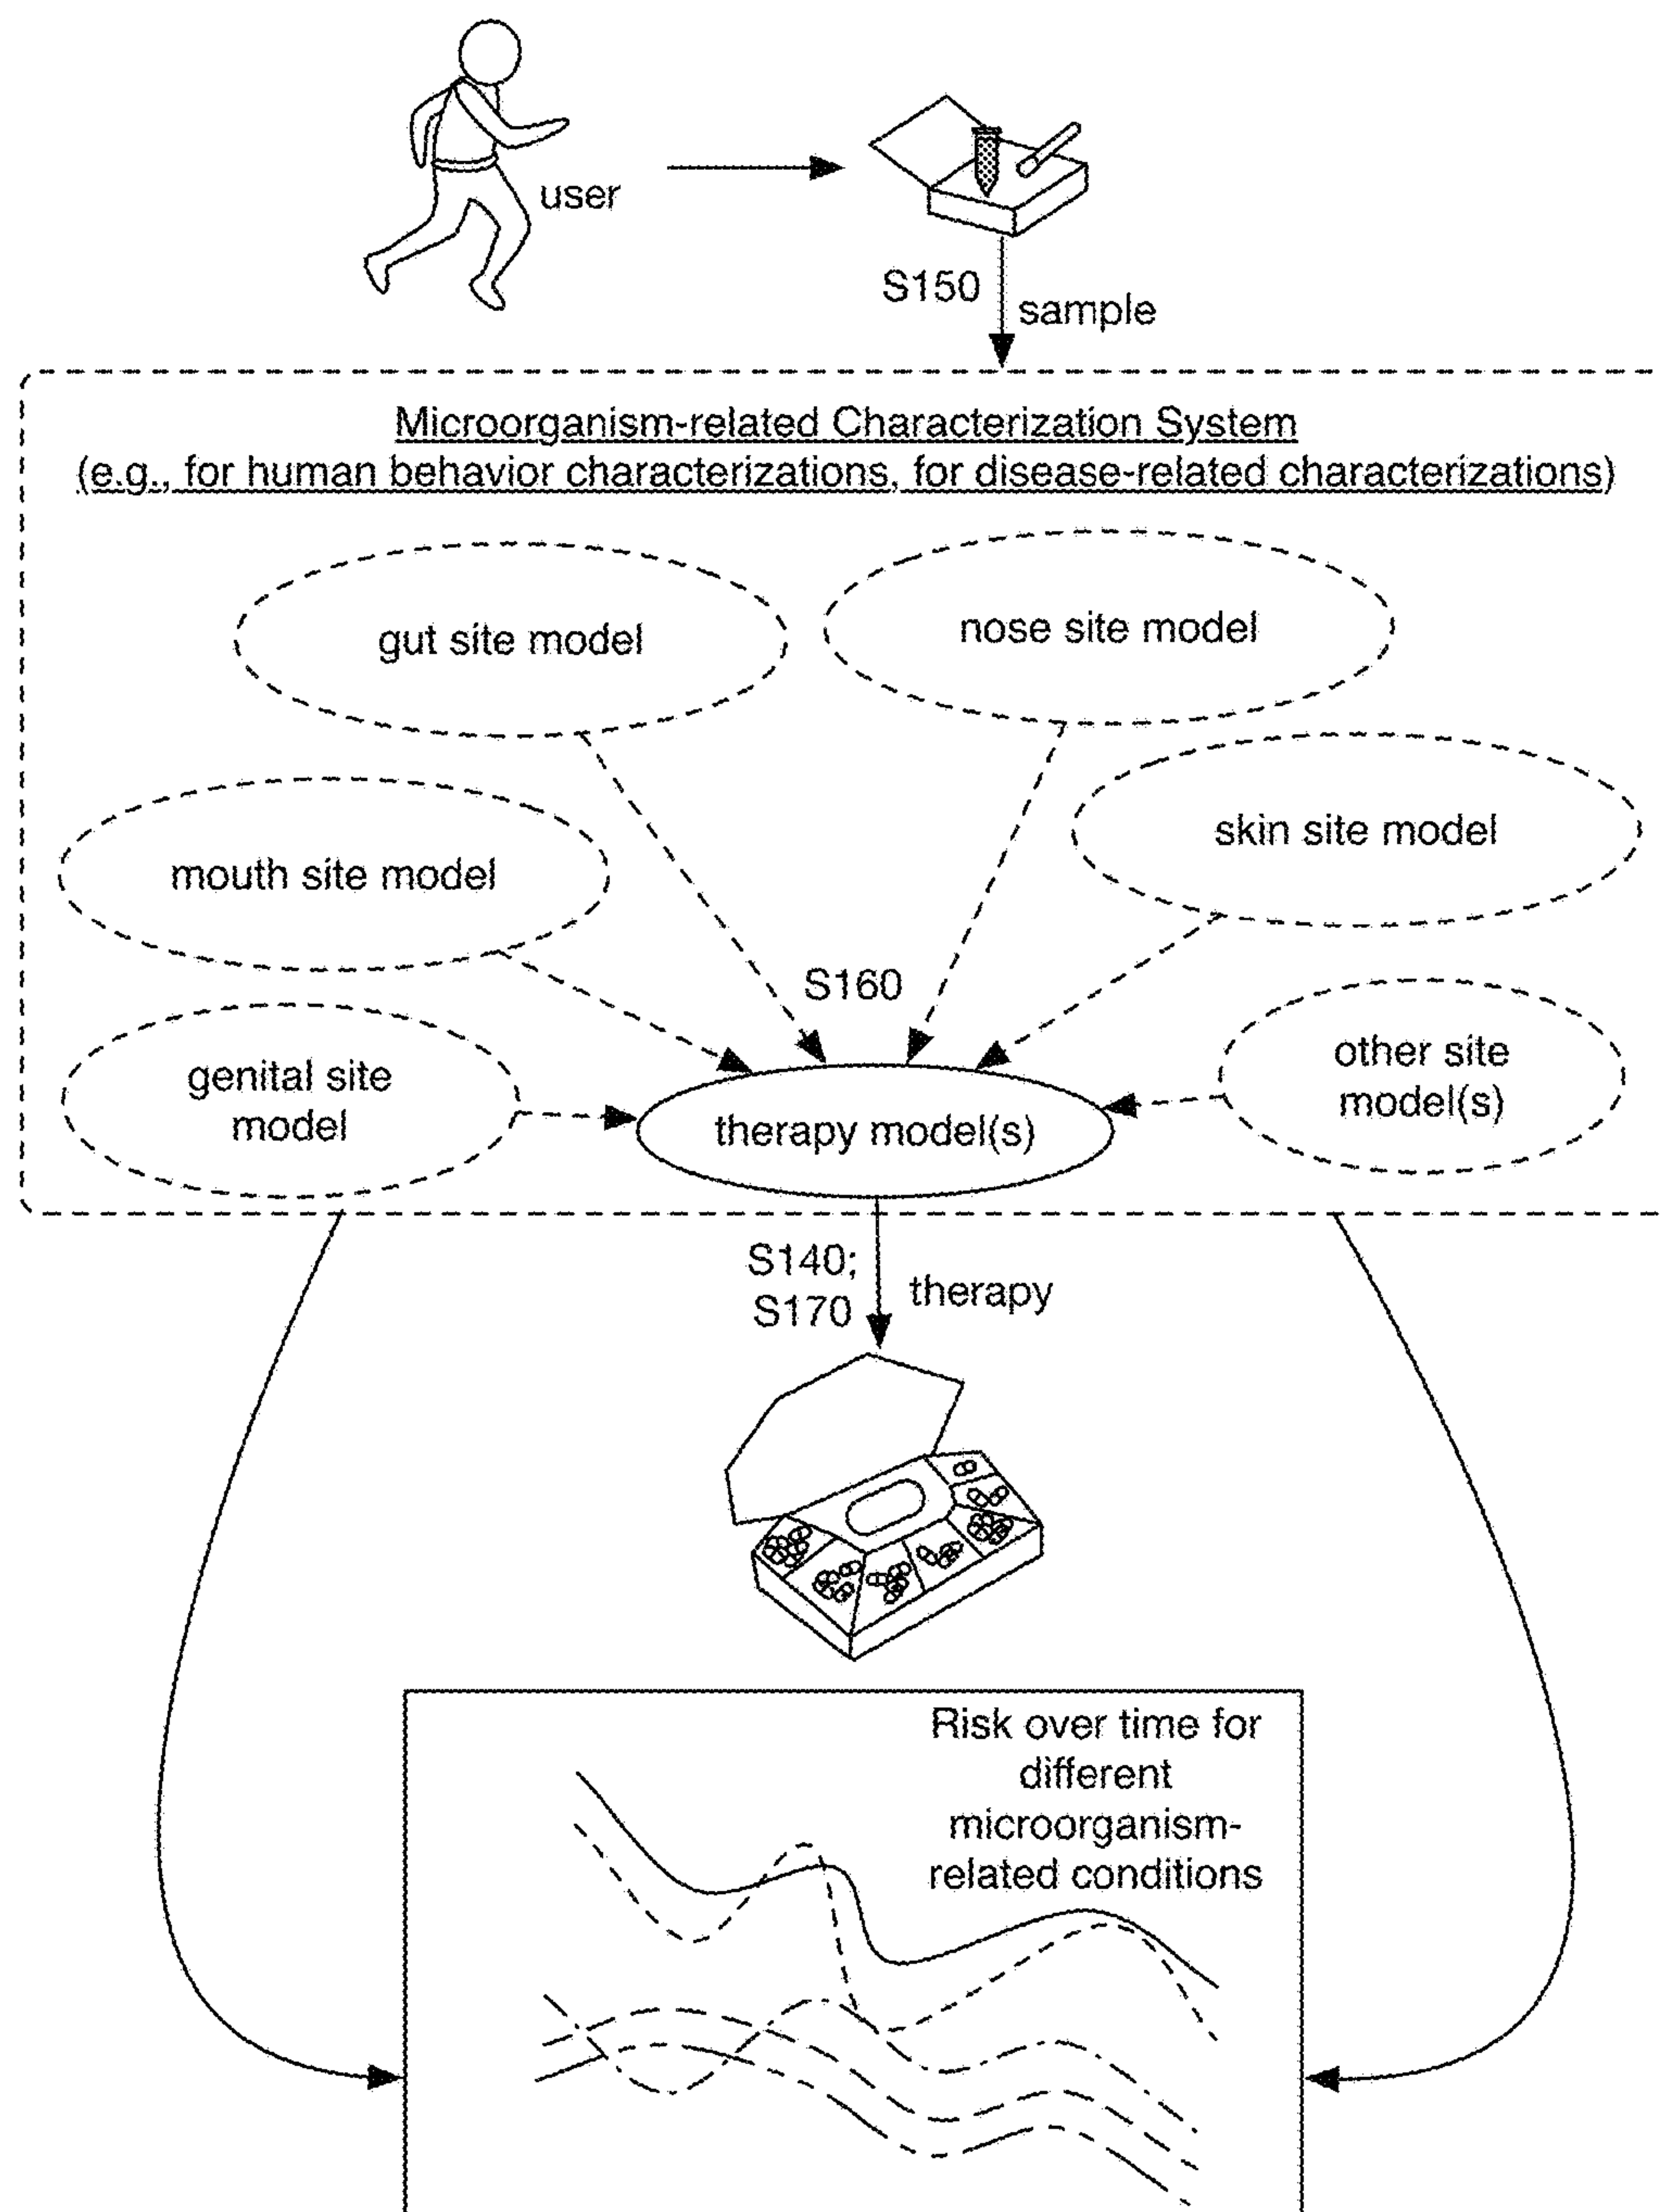 user
S150
sample
Microorganism-related Characterization System
(e.g., for human behavior characterizations, for disease-related characterizations)
gut site model
nose site model
mouth site model
skin site model
S160
genital site
model
therapy model(s)
other site
model(s)
S140;
S170
therapy
Risk over time for
different
microorganism-
related conditions